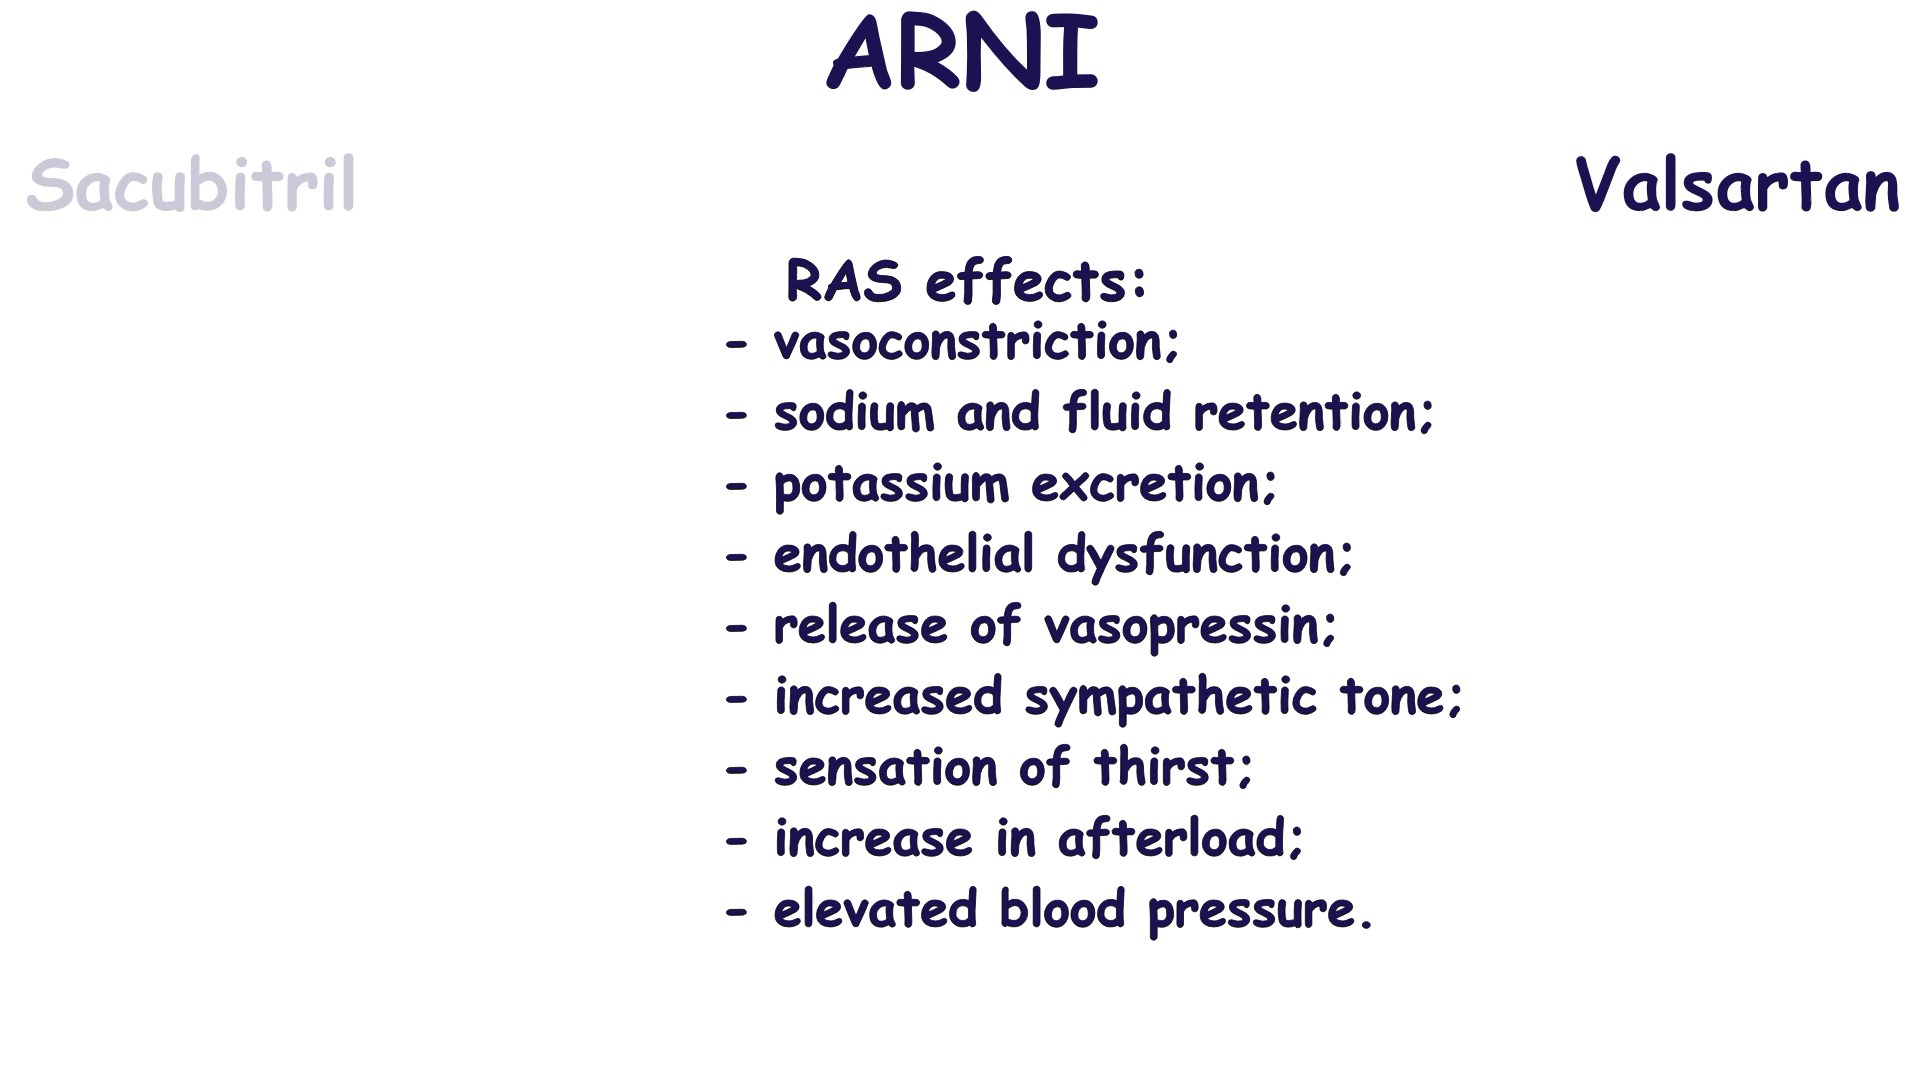 ARNI
Sacubitril
Valsartan
RAS effects:
- vasoconstriction;
- sodium and fluid retention;
- potassium excretion;
- endothelial dysfunction;
- release of vasopressin;
- increased sympathetic tone;
- sensation of thirst;
- increase in afterload;
- elevated blood pressure.